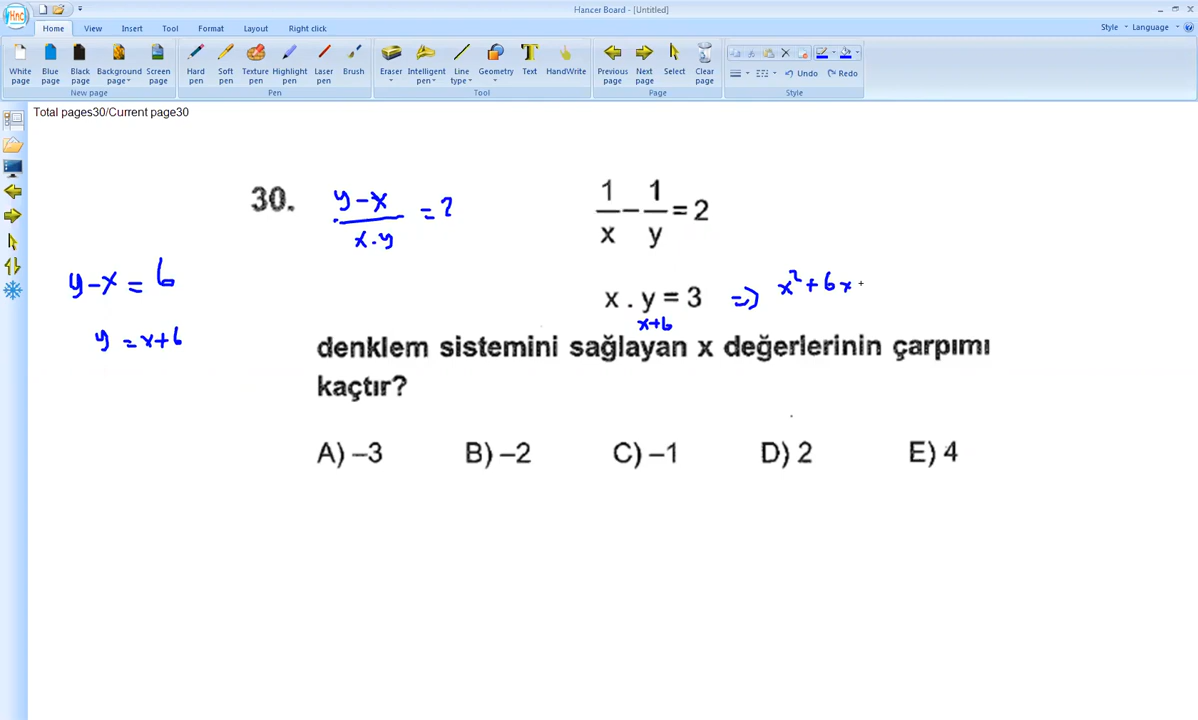 Hancer Board - [Untitled]
Home View Insert Tool Format Layout Right click Style Language
White page Blue page Black page Background page Screen page Hard pen Soft pen Texture pen Highlight pen Laser pen Brush Eraser Intelligent pen Line type Geometry Text HandWrite Previous page Next page Select Clear page Undo Redo
New page Pen Tool Page Style
Total pages30/Current page30
30. y-x/x.y = 2 1/x - 1/y = 2
y-x = 6
x . y = 3 => x²+6x
x+6
y = x+6
denklem sistemini sağlayan x değerlerinin çarpımı
kaçtır?
A) –3 B) –2 C) –1 D) 2 E) 4